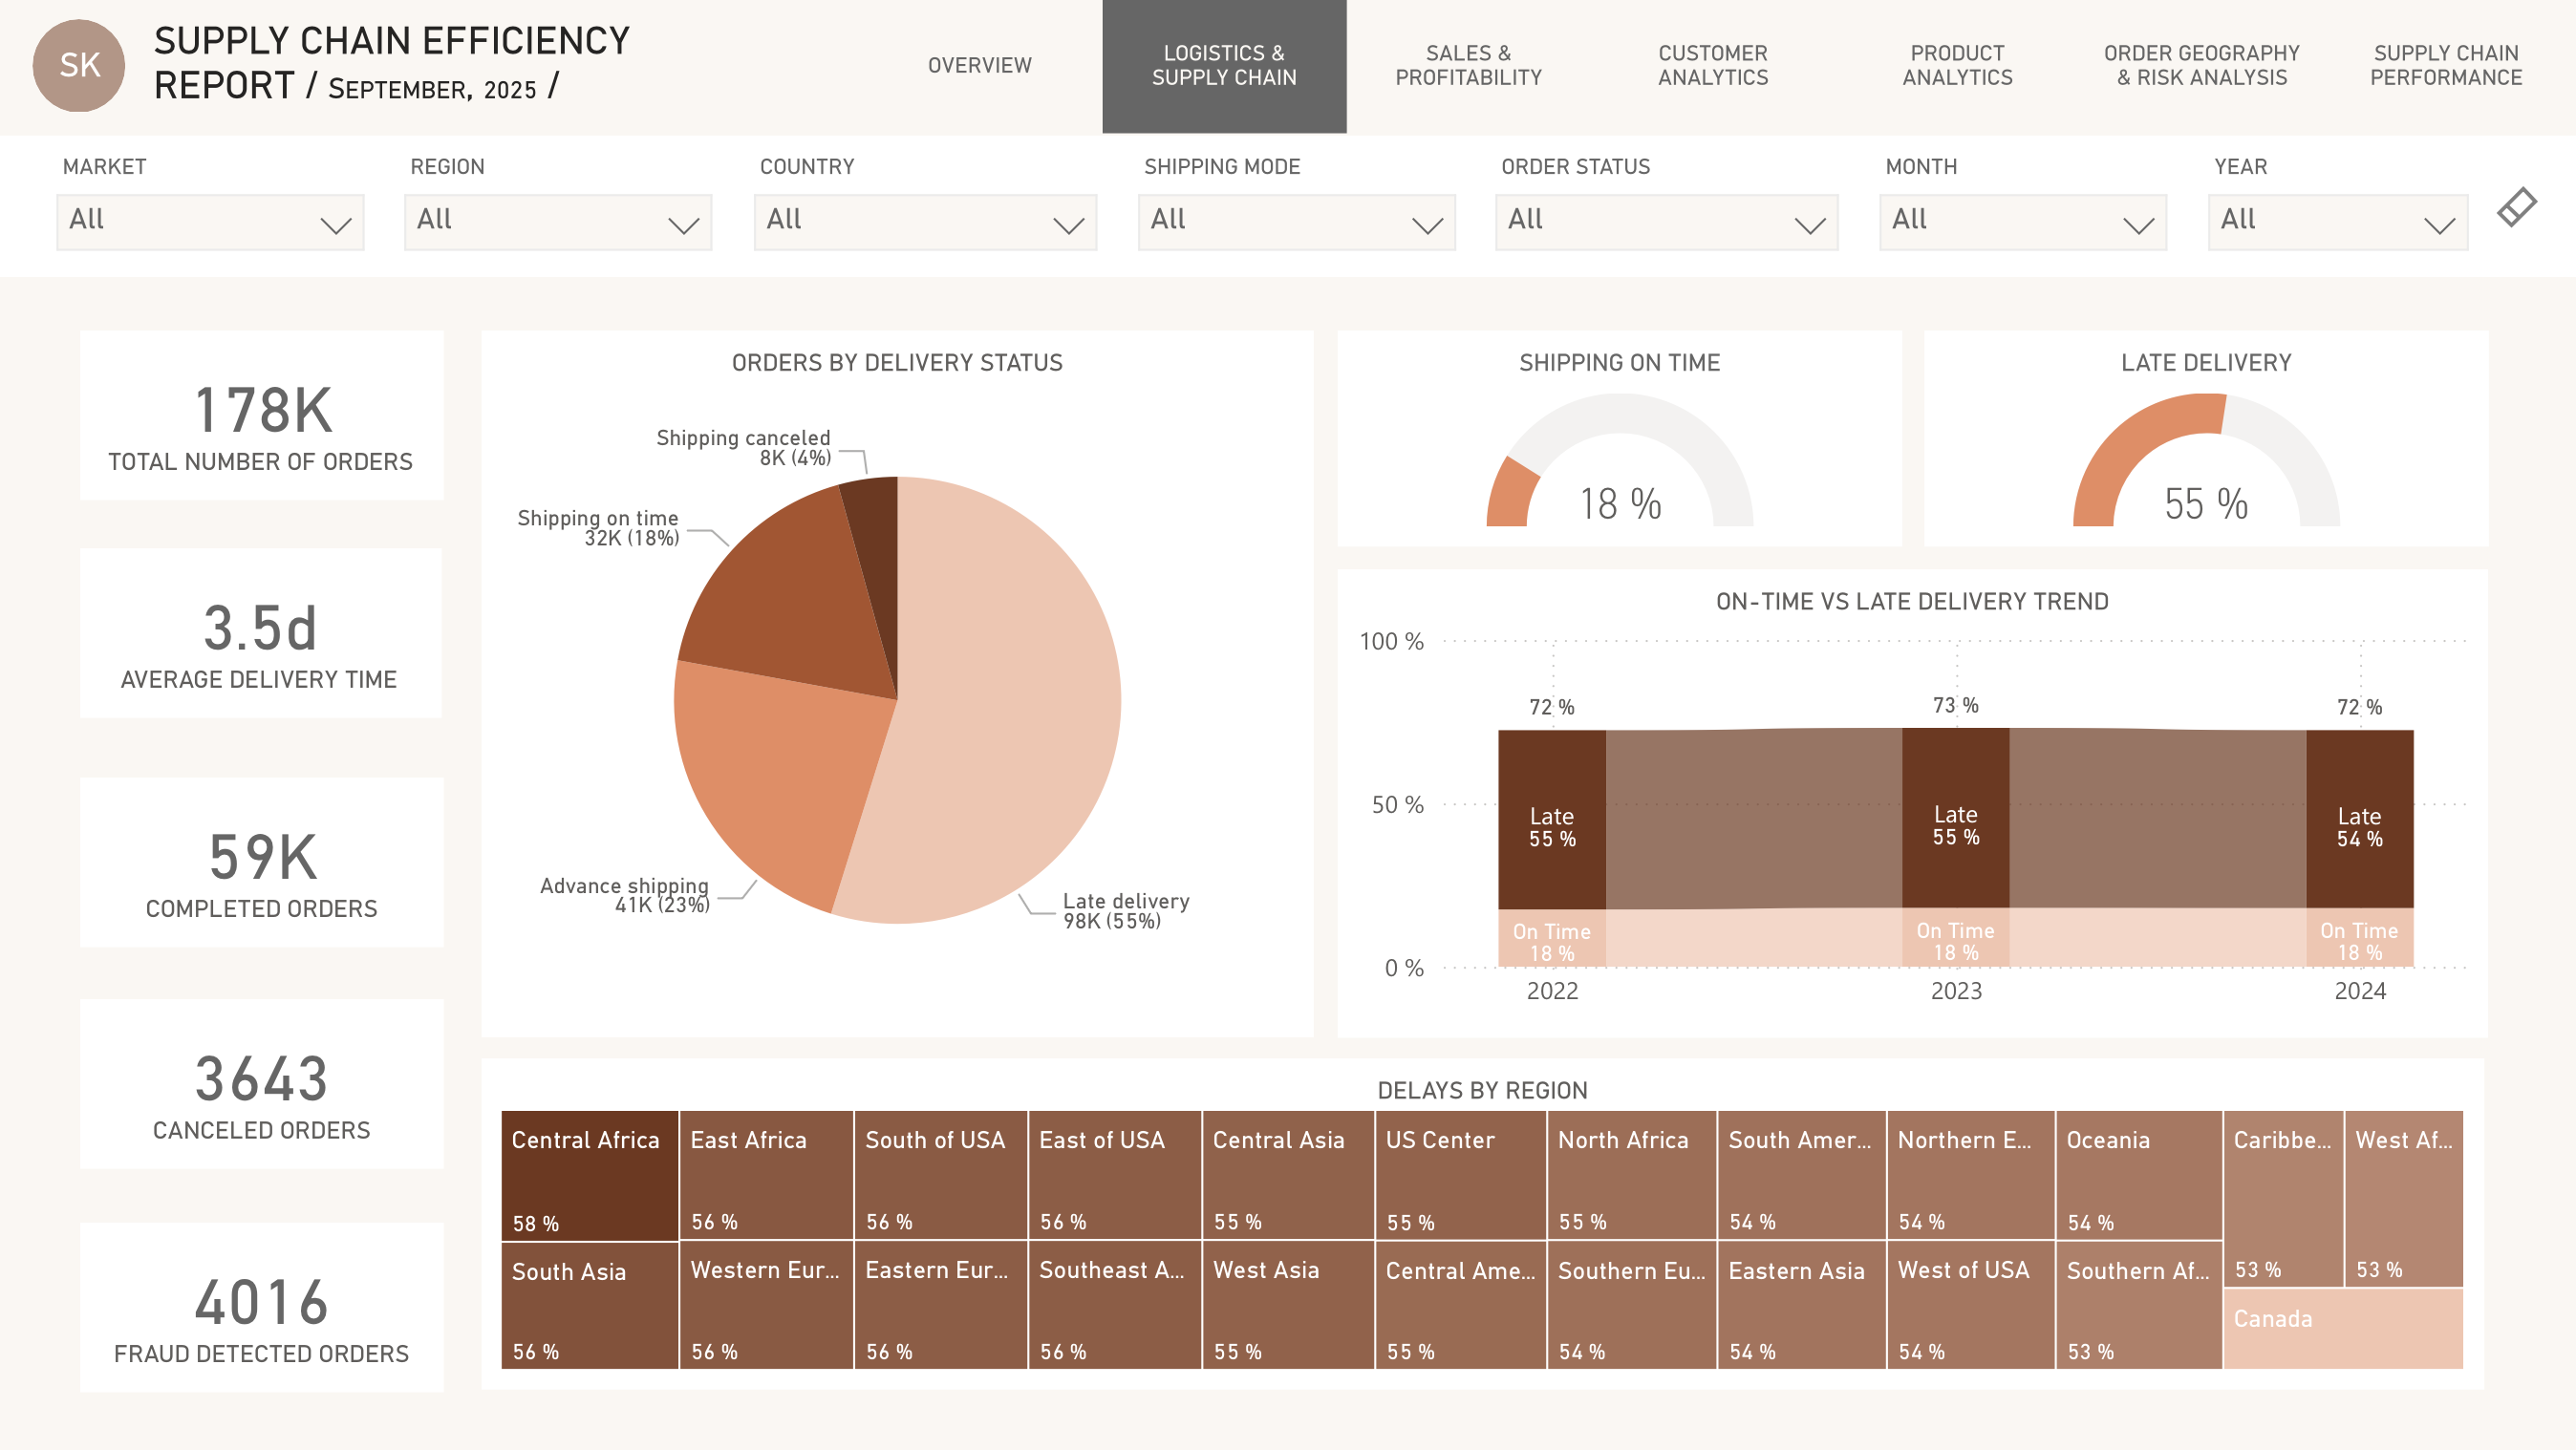 SK
SUPPLY CHAIN EFFICIENCY
REPORT / SEPTEMBER, 2025 /
OVERVIEW
LOGISTICS &
SUPPLY CHAIN
SALES &
PROFITABILITY
CUSTOMER
ANALYTICS
PRODUCT
ANALYTICS
ORDER GEOGRAPHY
& RISK ANALYSIS
SUPPLY CHAIN
PERFORMANCE
MARKET
All
REGION
All
COUNTRY
All
SHIPPING MODE
All
ORDER STATUS
All
MONTH
All
YEAR
All
178K
TOTAL NUMBER OF ORDERS
3.5d
AVERAGE DELIVERY TIME
59K
COMPLETED ORDERS
3643
CANCELED ORDERS
4016
FRAUD DETECTED ORDERS
ORDERS BY DELIVERY STATUS
Shipping canceled
8K (4%)
Shipping on time
32K (18%)
Advance shipping
41K (23%)
Late delivery
98K (55%)
SHIPPING ON TIME
18 %
LATE DELIVERY
55 %
ON-TIME VS LATE DELIVERY TREND
100 %
50 %
0 %
72 %
73 %
72 %
Late
55 %
Late
55 %
Late
54 %
On Time
18 %
On Time
18 %
On Time
18 %
2022
2023
2024
DELAYS BY REGION
Central Africa
58 %
East Africa
56 %
South of USA
56 %
East of USA
56 %
Central Asia
55 %
US Center
55 %
North Africa
55 %
South Amer...
54 %
Northern E...
54 %
Oceania
54 %
Caribbe...
53 %
West Af...
53 %
South Asia
56 %
Western Eur...
56 %
Eastern Eur...
56 %
Southeast A...
56 %
West Asia
55 %
Central Ame...
55 %
Southern Eu...
54 %
Eastern Asia
54 %
West of USA
54 %
Southern Af...
53 %
Canada